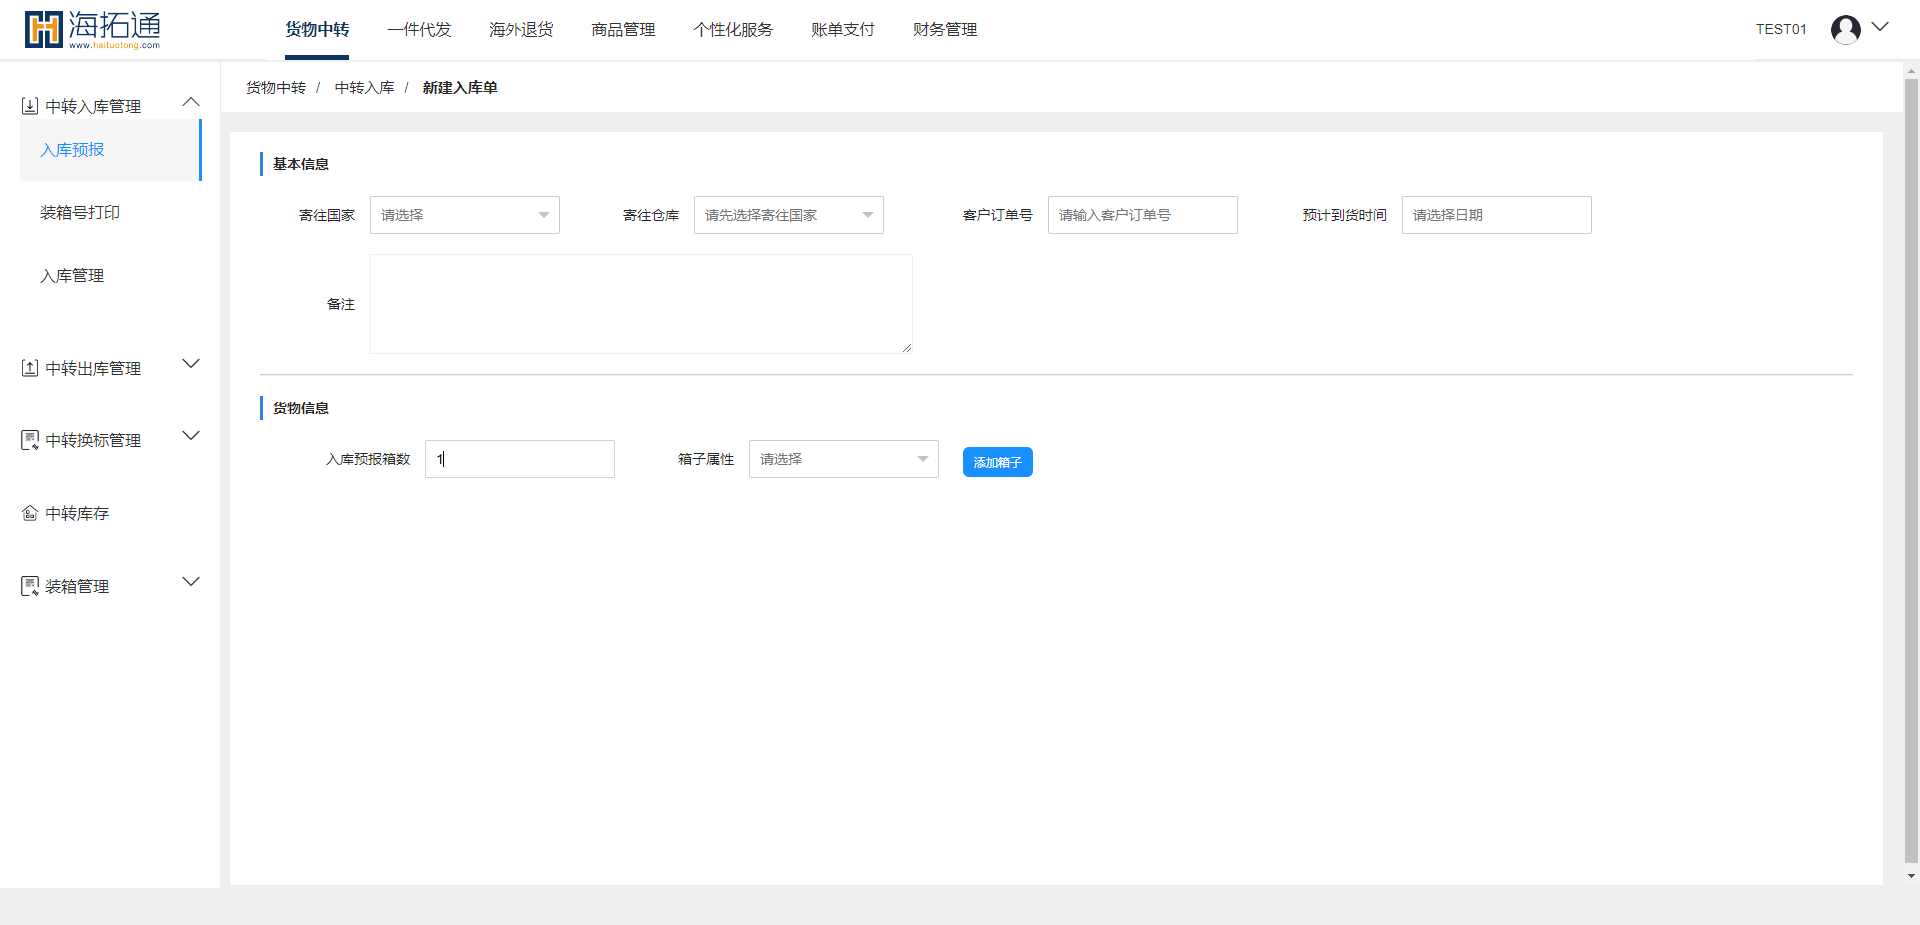 海拓通
www.haituotong.com
货物中转 一件代发 海外退货 商品管理 个性化服务 账单支付 财务管理
TEST01
中转入库管理
入库预报
装箱号打印
入库管理
中转出库管理
中转换标管理
中转库存
装箱管理
货物中转 / 中转入库 / 新建入库单
基本信息
寄往国家 请选择 寄往仓库 请先选择寄往国家 客户订单号 请输入客户订单号 预计到货时间 请选择日期
备注
货物信息
入库预报箱数 1 箱子属性 请选择 添加箱子